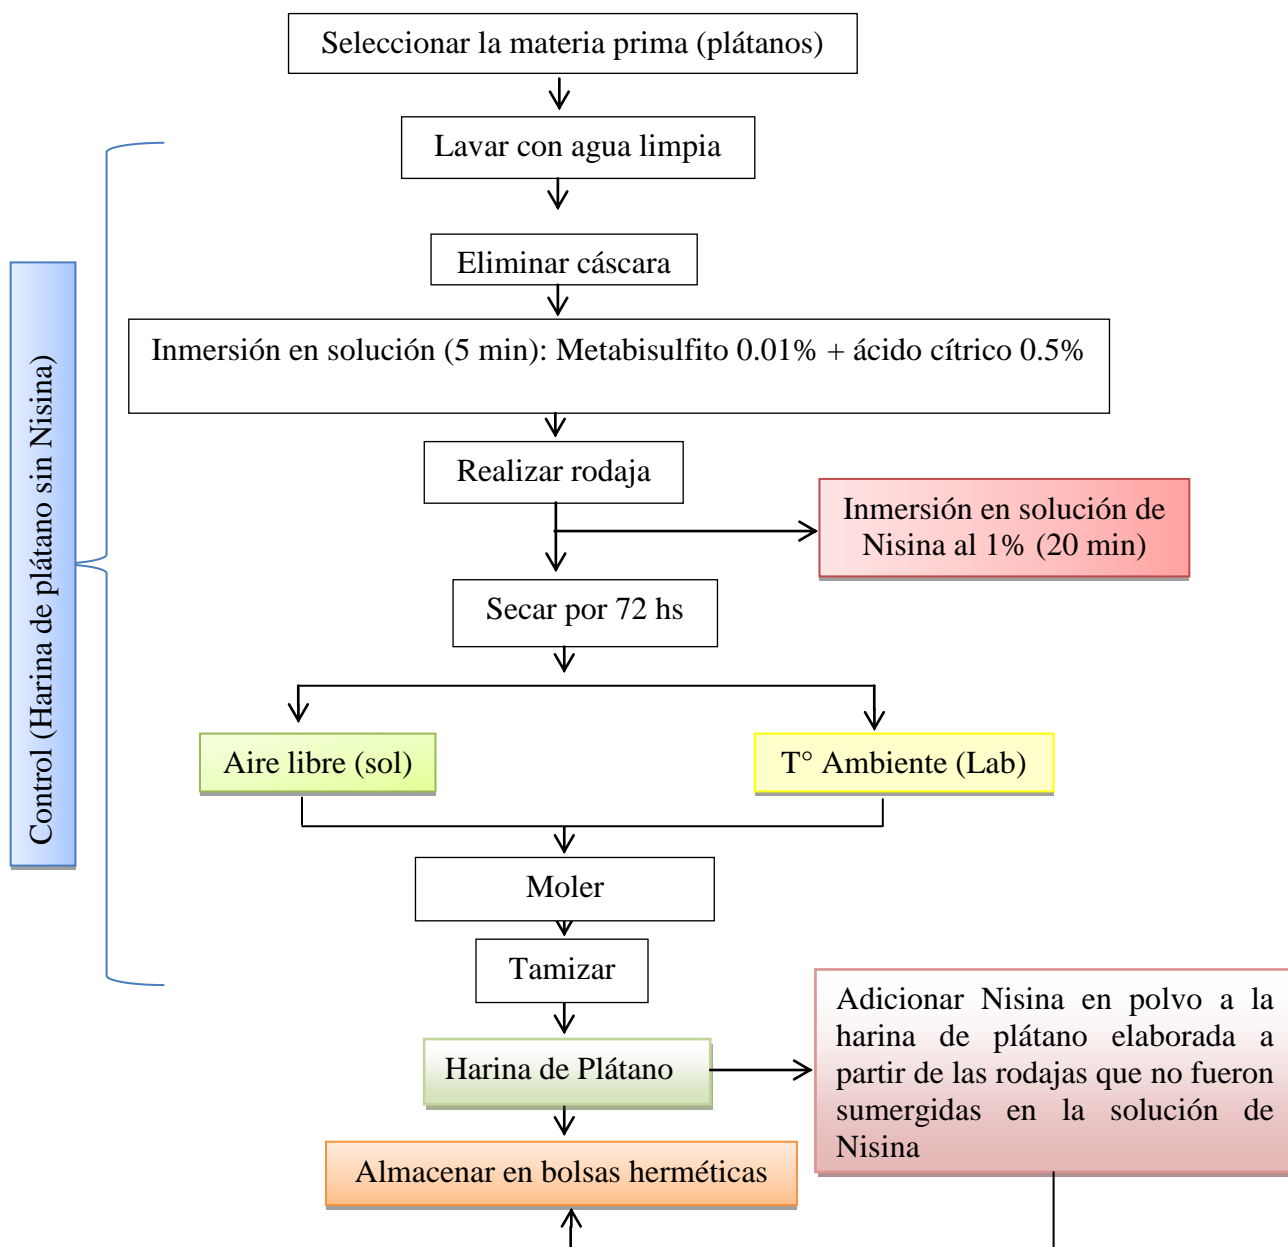 Seleccionar la materia prima (plátanos)
Lavar con agua limpia
Eliminar cáscara
Inmersión en solución (5 min): Metabisulfito 0.01% + ácido cítrico 0.5%
Realizar rodaja
Inmersión en solución de
Nisina al 1% (20 min)
Secar por 72 hs
Control (Harina de plátano sin Nisina)
Aire libre (sol)
T° Ambiente (Lab)
Moler
Tamizar
Harina de Plátano
Adicionar Nisina en polvo a la
harina de plátano elaborada a
partir de las rodajas que no fueron
sumergidas en la solución de
Nisina
Almacenar en bolsas herméticas